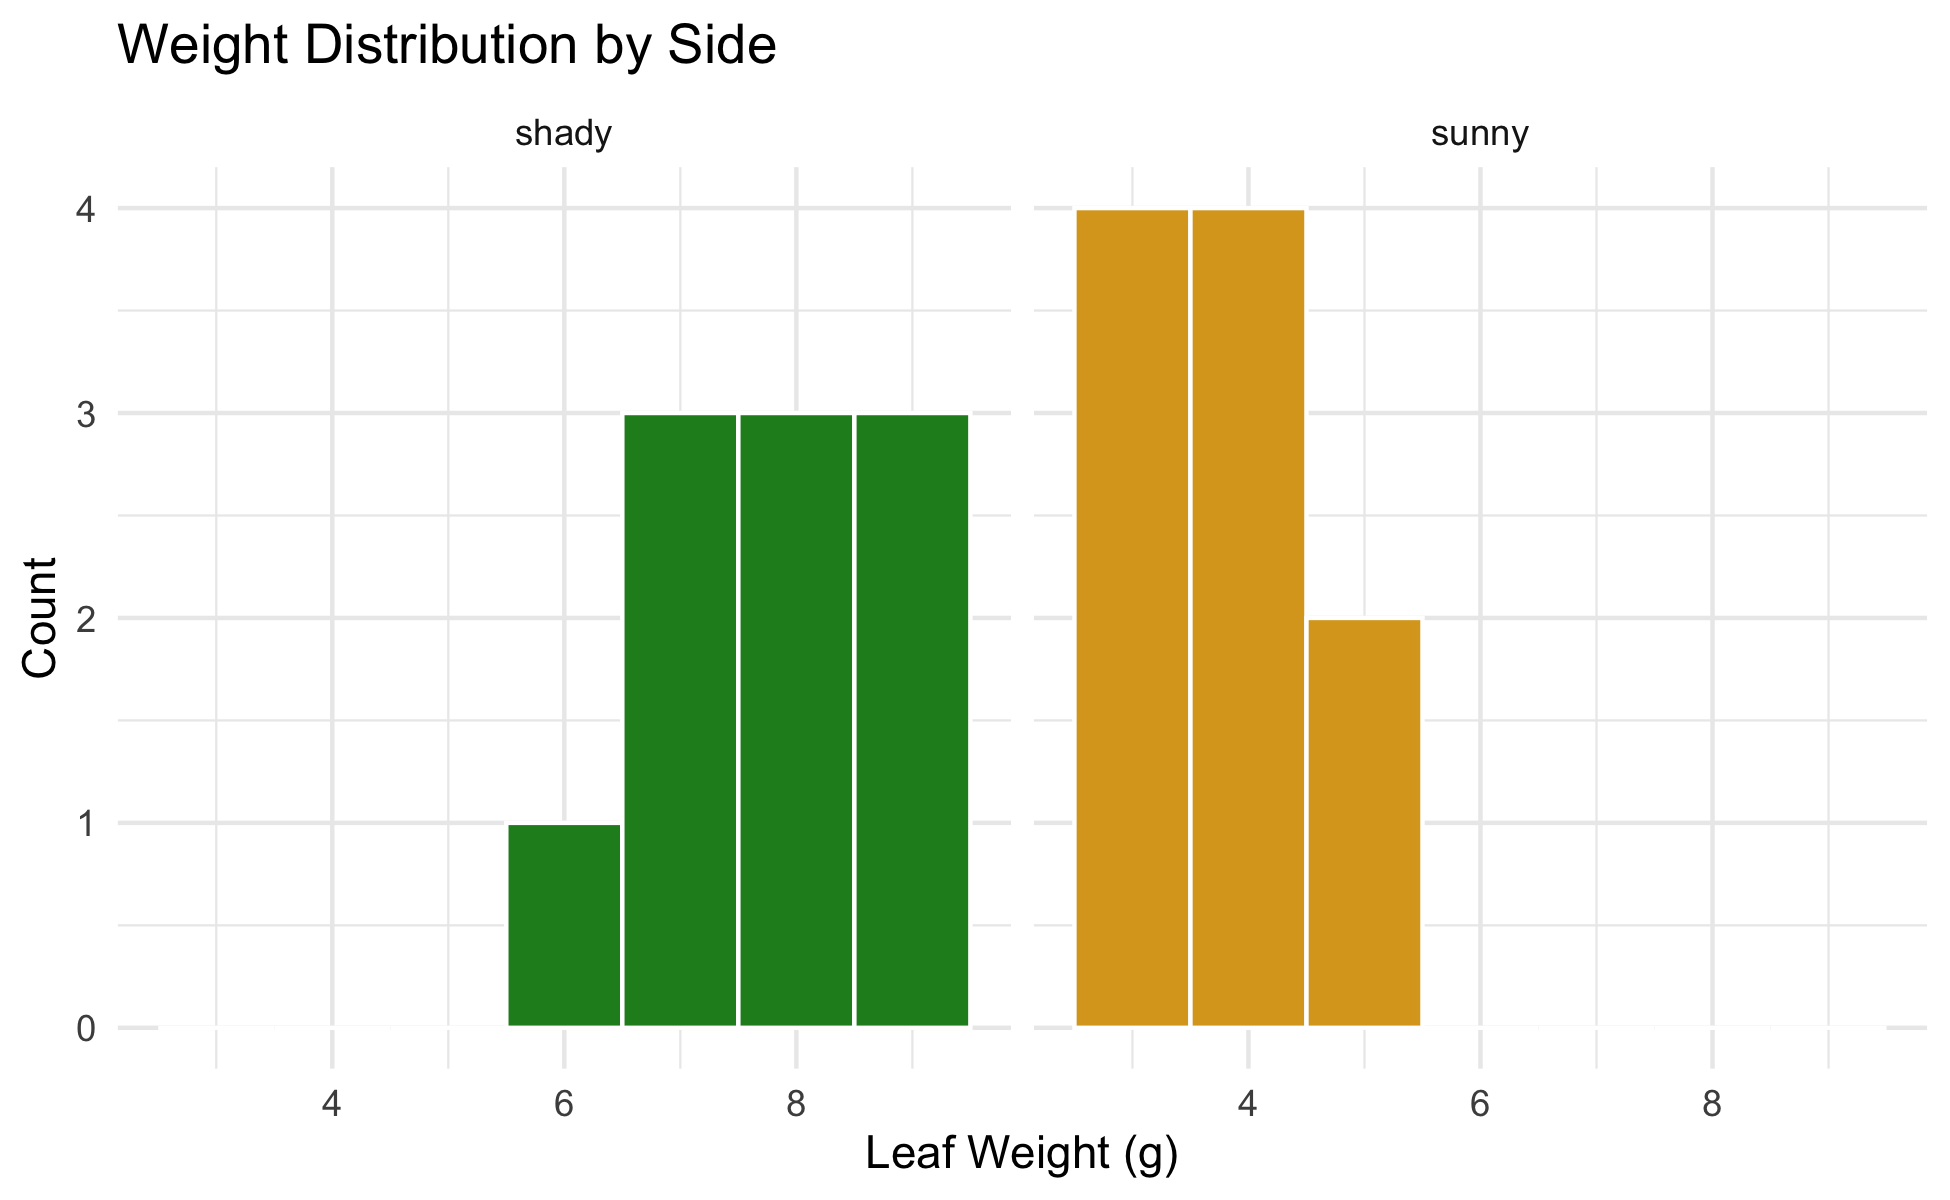 Weight Distribution by Side
shady
sunny
4
3
2
1
0
Count
4 6 8
4 6 8
Leaf Weight (g)